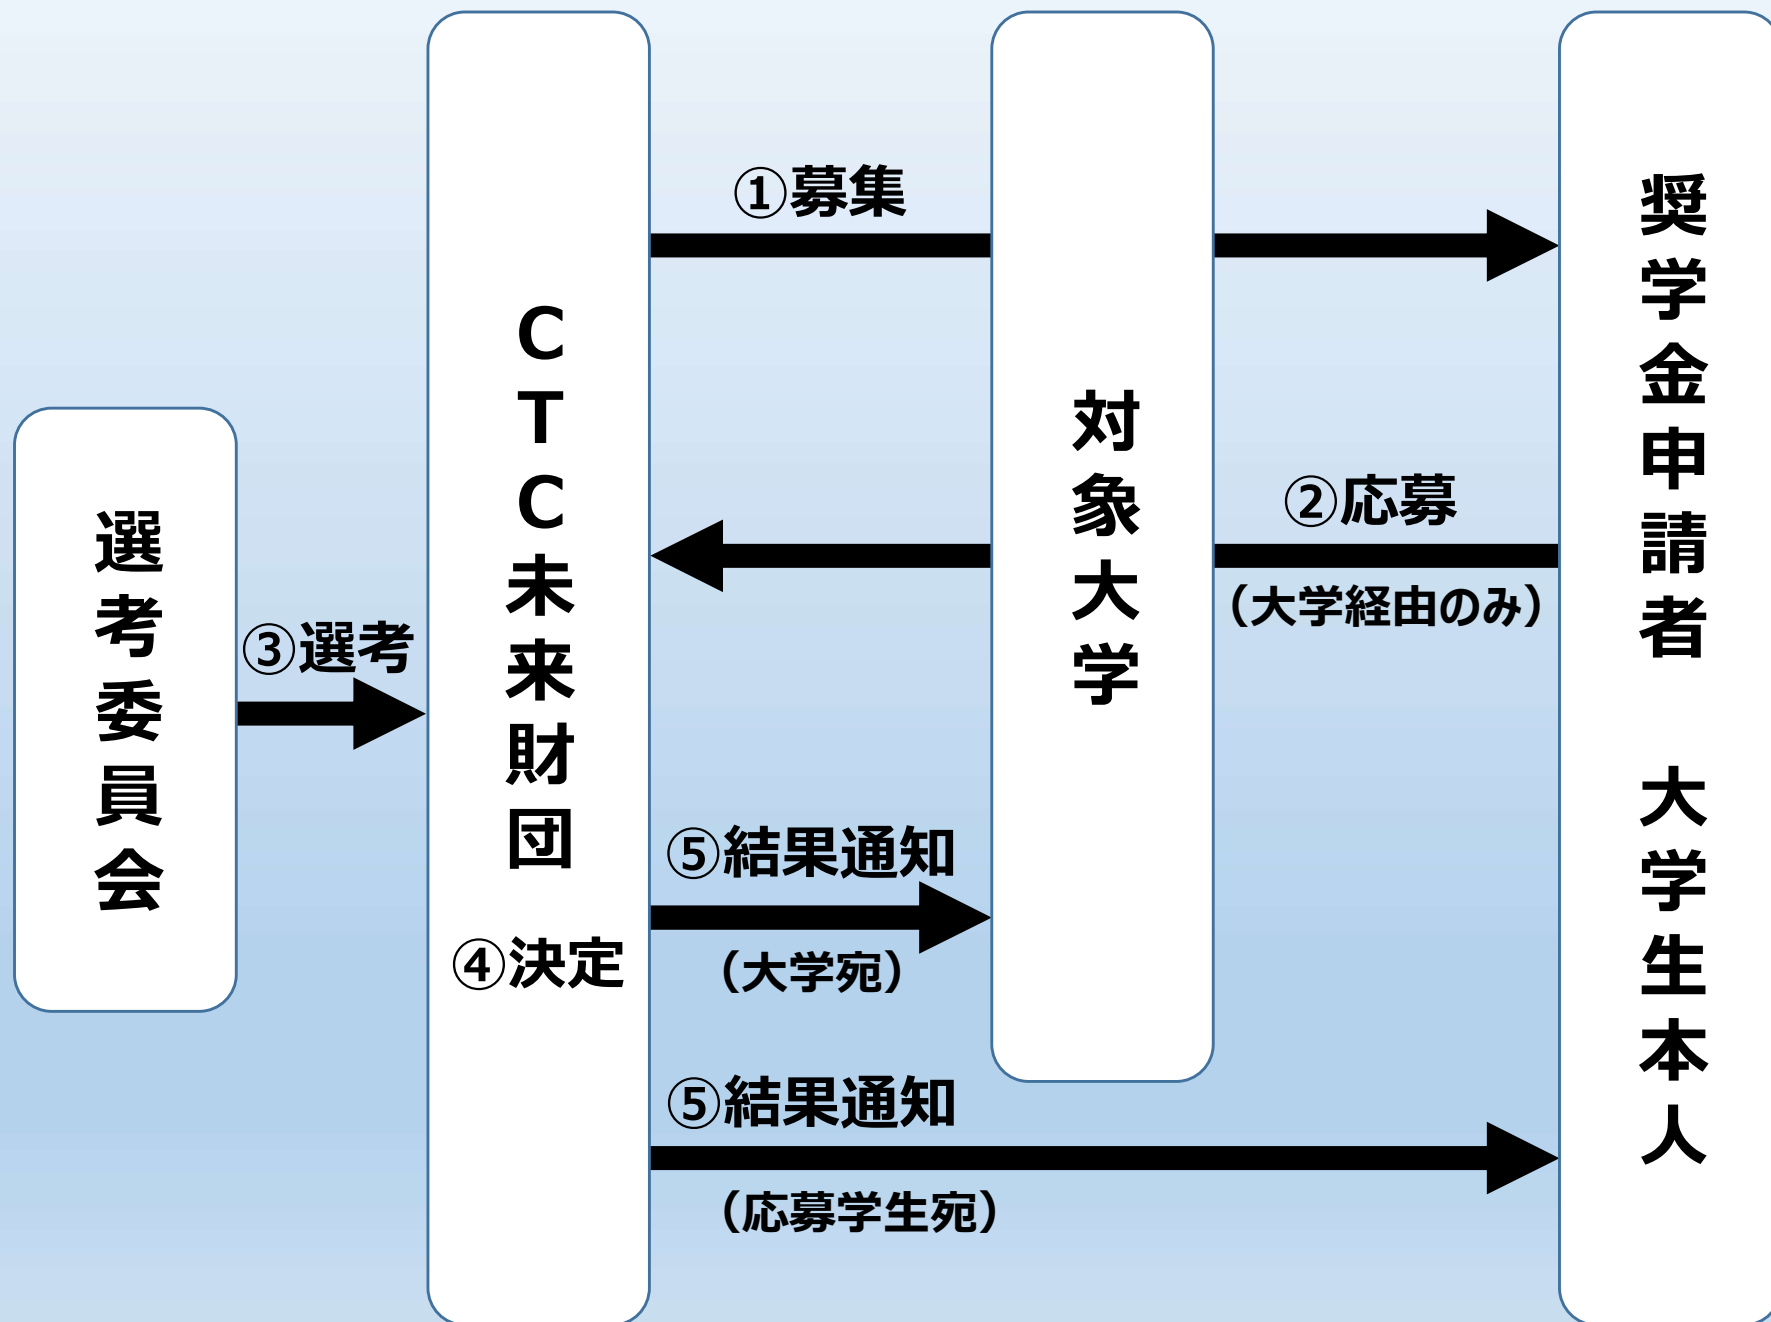 選考委員会
③選考
CTC未来財団
④決定
①募集
対象大学
②応募
（大学経由のみ）
⑤結果通知
（大学宛）
⑤結果通知
（応募学生宛）
奨学金申請者　大学生本人